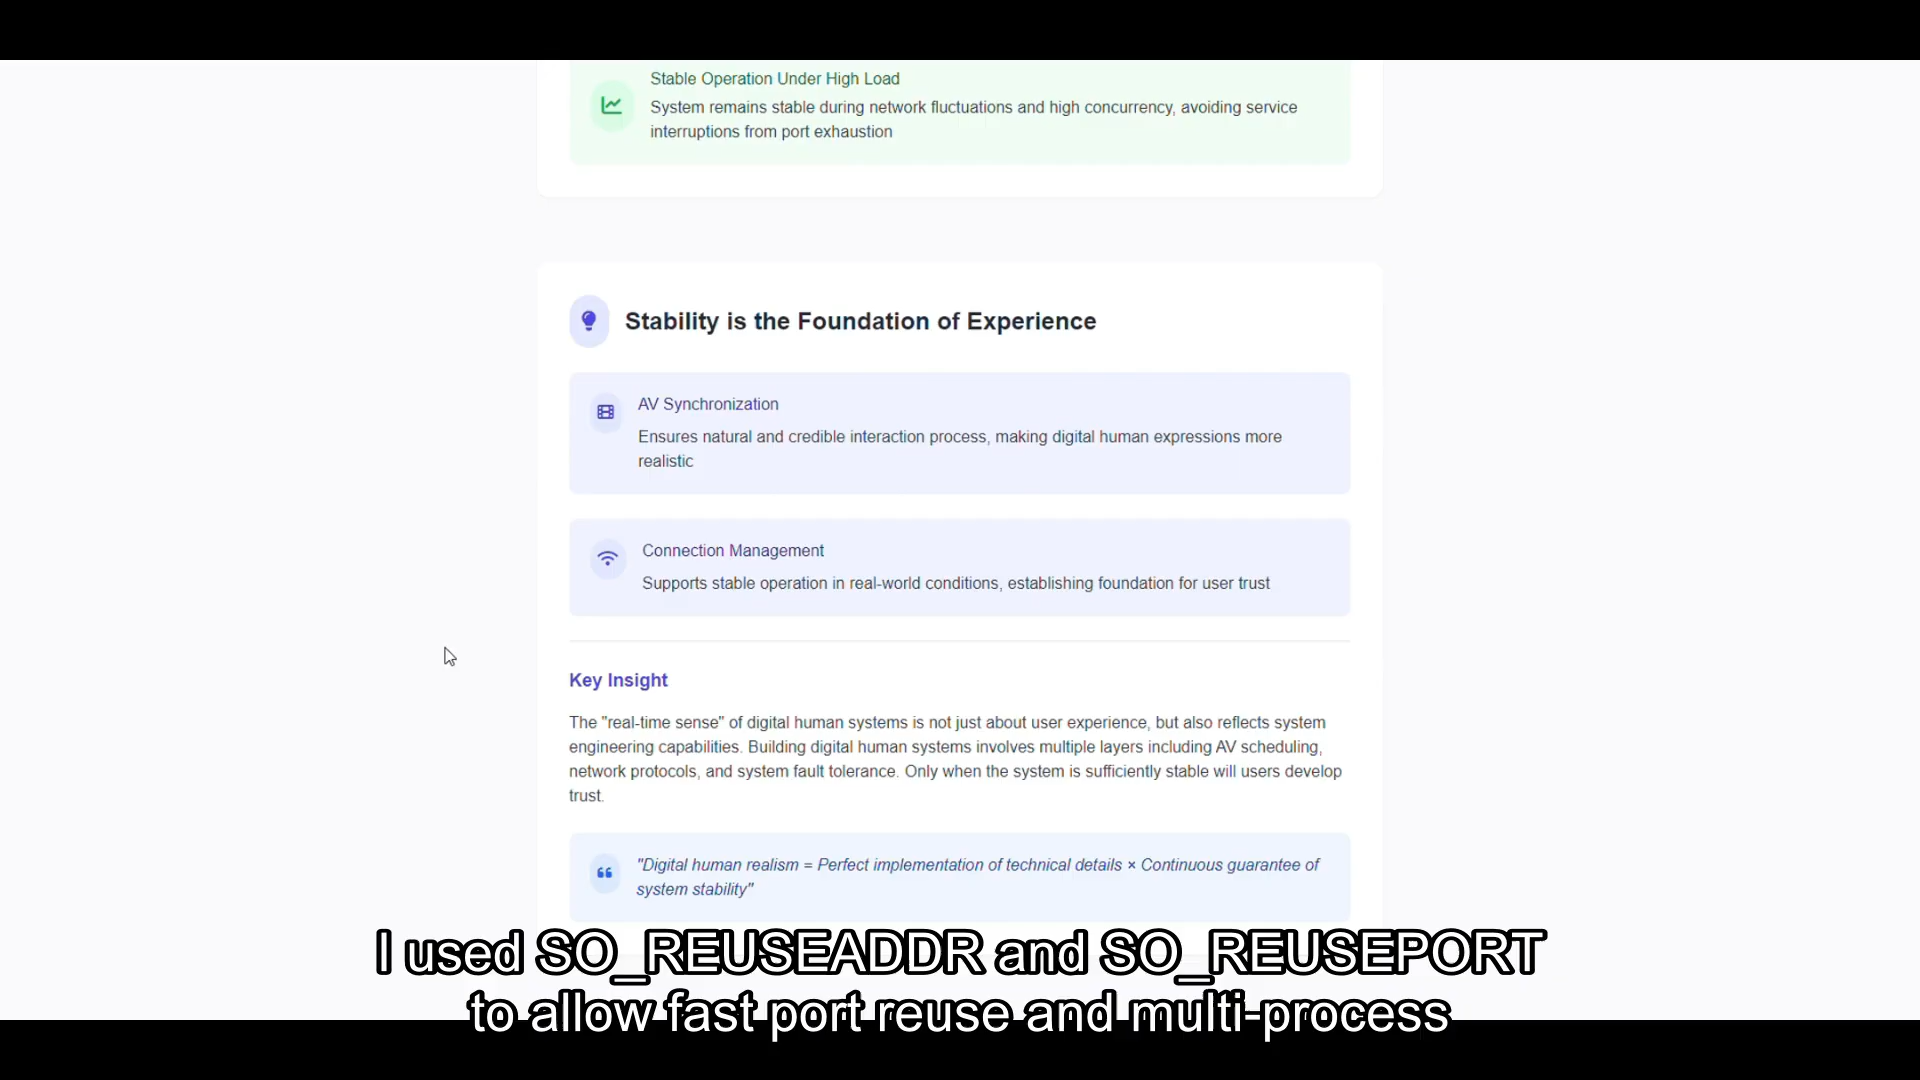 Stable Operation Under High Load
System remains stable during network fluctuations and high concurrency, avoiding service
interruptions from port exhaustion
Stability is the Foundation of Experience
AV Synchronization
Ensures natural and credible interaction process, making digital human expressions more
realistic
Connection Management
Supports stable operation in real-world conditions, establishing foundation for user trust
Key Insight
The "real-time sense" of digital human systems is not just about user experience, but also reflects system
engineering capabilities. Building digital human systems involves multiple layers including AV scheduling,
network protocols, and system fault tolerance. Only when the system is sufficiently stable will users develop
trust.
"Digital human realism = Perfect implementation of technical details × Continuous guarantee of
system stability"
I used SO_REUSEADDR and SO_REUSEPORT
to allow fast port reuse and multi-process